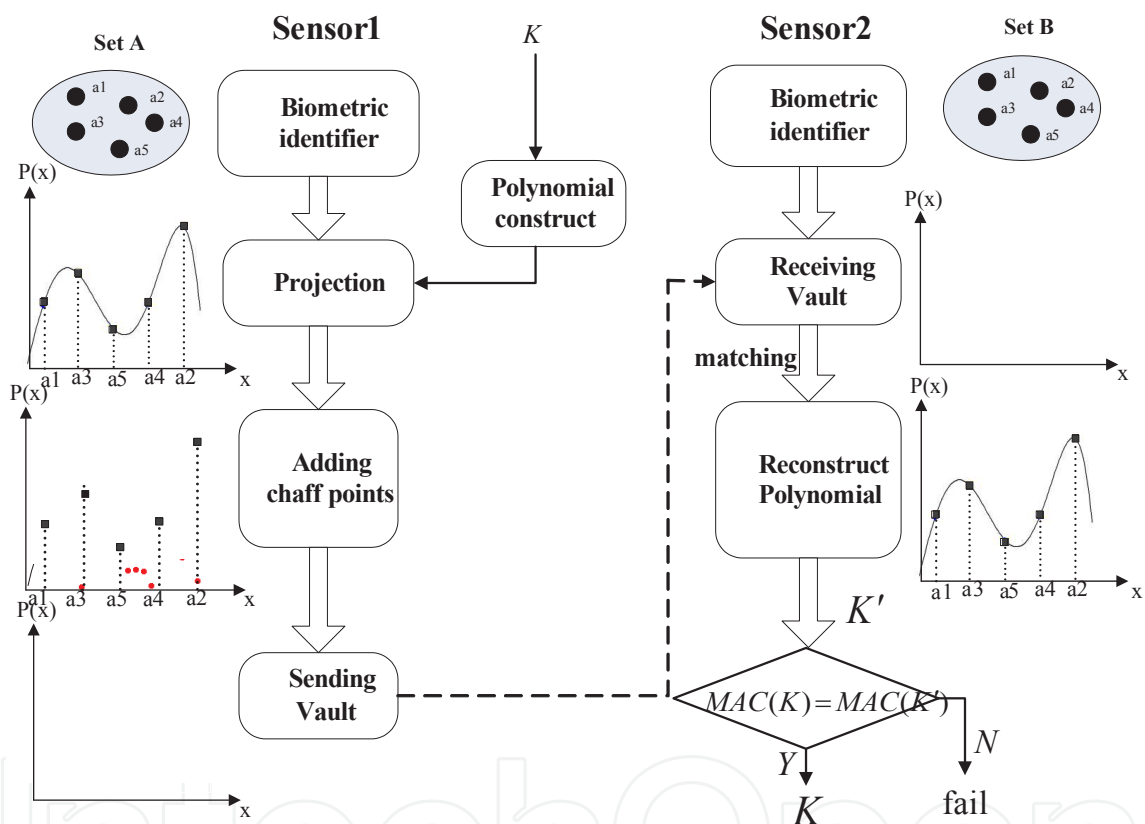 Set A
Sensor1
K
Sensor2
Set B
a1
a2
a3
a4
a5
Biometric
identifier
Polynomial
construct
Biometric
identifier
a1
a2
a3
a4
a5
P(x)
a1 a3 a5 a4 a2 x
Projection
Receiving
Vault
P(x)
x
matching
P(x)
a1 a3 a5 a4 a2 x
Adding
chaff points
Reconstruct
Polynomial
P(x)
a1 a3 a5 a4 a2 x
P(x)
x
Sending
Vault
K'
MAC(K)=MAC(K')
Y
N
K
fail